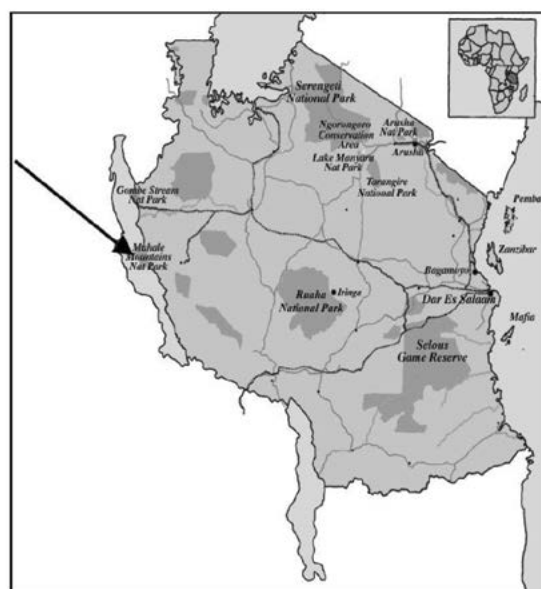 Serengeti
National Park
Ngorongoro
Conservation
Area
Arusha
Nat Park
Arusha
Lake Manyara
Nat Park
Tarangire
National Park
Gombe Stream
Nat Park
Mahale
Mountains
Nat Park
Pemba
Zanzibar
Bagamoyo
Iringa
Ruaha
National Park
Dar Es Salaam
Mafia
Selous
Game Reserve